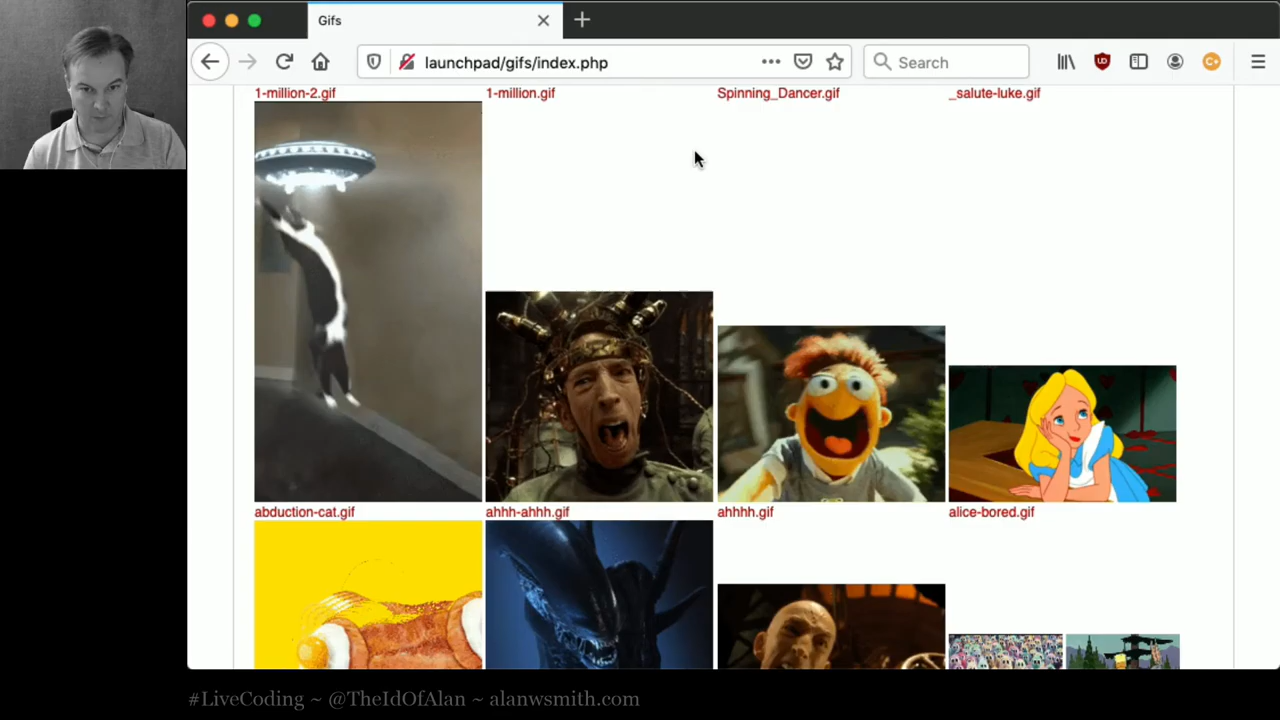 Gifs
launchpad/gifs/index.php
Search
1-million-2.gif
1-million.gif
Spinning_Dancer.gif
_salute-luke.gif
abduction-cat.gif
ahhh-ahhh.gif
ahhhh.gif
alice-bored.gif
#LiveCoding ~ @TheIdOfAlan ~ alanwsmith.com